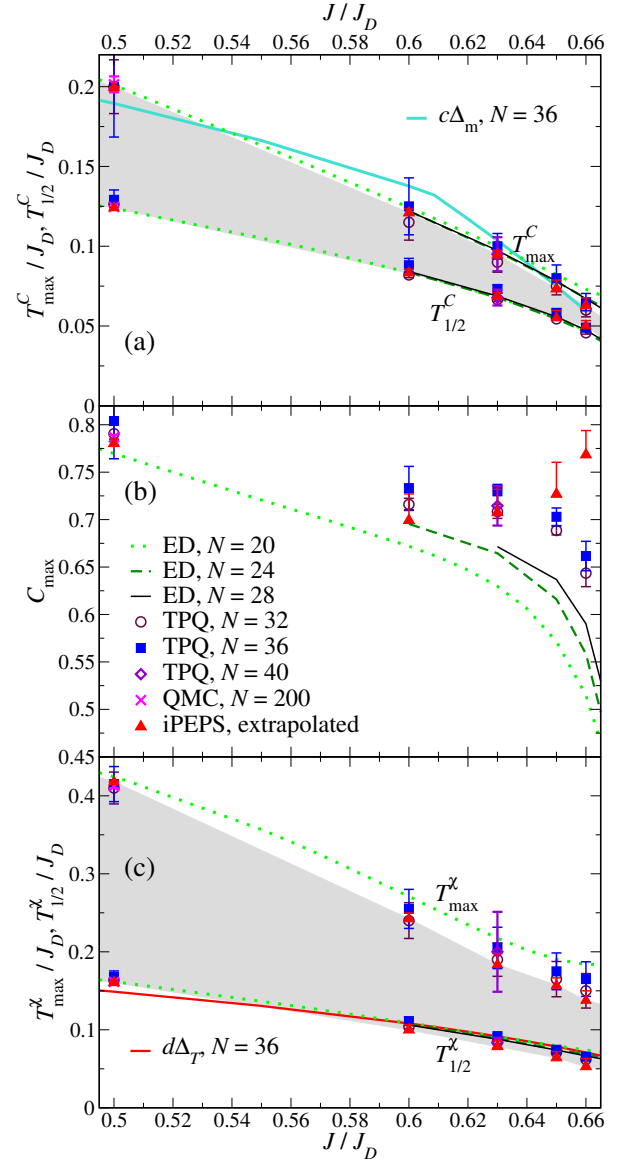 J / J_D
0.5 0.52 0.54 0.56 0.58 0.6 0.62 0.64 0.66
0.2
0.15
0.1
0.05
0
T^C_max / J_D, T^C_1/2 / J_D
cΔ_m, N = 36
T^C_max
T^C_1/2
(a)
0.8
0.75
0.7
0.65
0.6
0.55
0.5
0.45
C_max
(b)
ED, N = 20
ED, N = 24
ED, N = 28
TPQ, N = 32
TPQ, N = 36
TPQ, N = 40
QMC, N = 200
iPEPS, extrapolated
0.4
0.3
0.2
0.1
0
T^χ_max / J_D, T^χ_1/2 / J_D
(c)
T^χ_max
T^χ_1/2
dΔ_T, N = 36
0.5 0.52 0.54 0.56 0.58 0.6 0.62 0.64 0.66
J / J_D